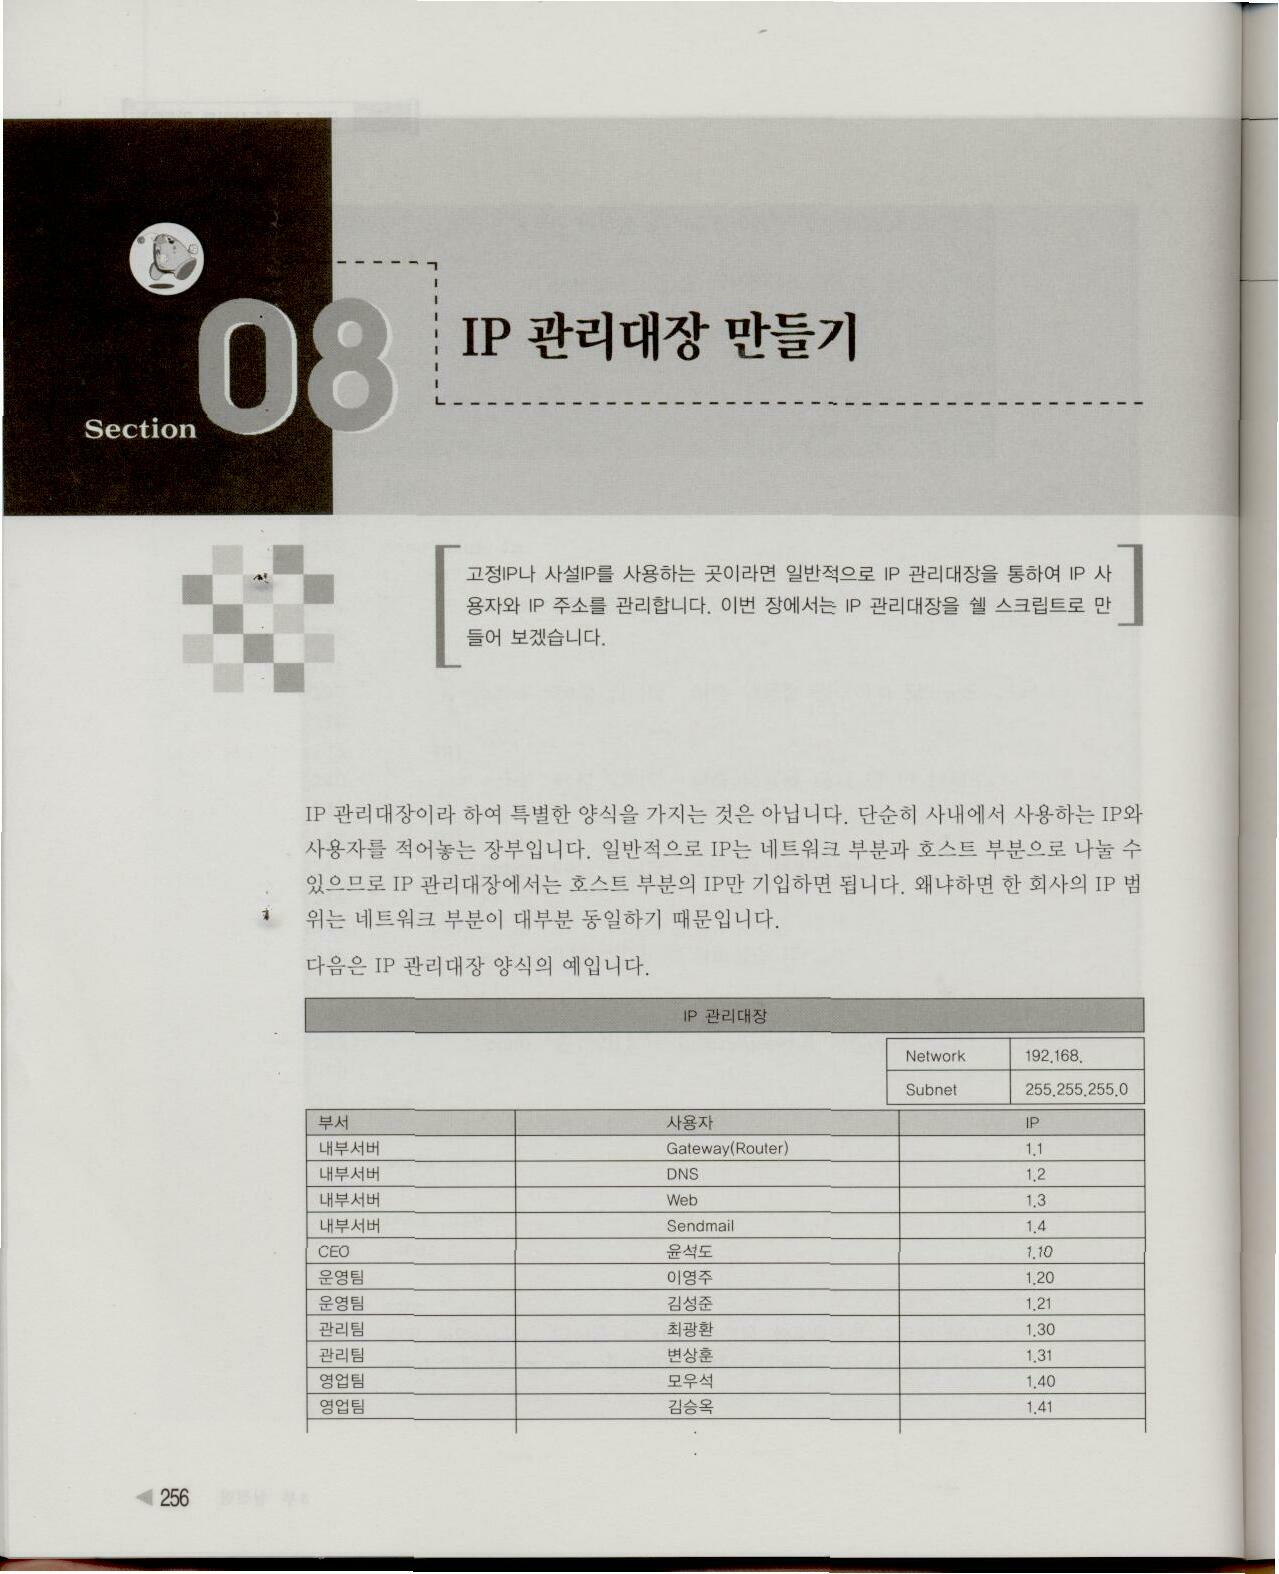 Section
08
IP 관리대장 만들기
고정IP나 사설IP를 사용하는 곳이라면 일반적으로 IP 관리대장을 통하여 IP 사
용자와 IP 주소를 관리합니다. 이번 장에서는 IP 관리대장을 쉘 스크립트로 만
들어 보겠습니다.
IP 관리대장이라 하여 특별한 양식을 가지는 것은 아닙니다. 단순히 사내에서 사용하는 IP와
사용자를 적어놓는 장부입니다. 일반적으로 IP는 네트워크 부분과 호스트 부분으로 나눌 수
있으므로 IP 관리대장에서는 호스트 부분의 IP만 기입하면 됩니다. 왜냐하면 한 회사의 IP 범
위는 네트워크 부분이 대부분 동일하기 때문입니다.
다음은 IP 관리대장 양식의 예입니다.
IP 관리대장
Network 192.168.
Subnet 255.255.255.0
부서 사용자 IP
내부서버 Gateway(Router) 1.1
내부서버 DNS 1.2
내부서버 Web 1.3
내부서버 Sendmail 1.4
CEO 윤석도 1.10
운영팀 이영주 1.20
운영팀 김성준 1.21
관리팀 최광환 1.30
관리팀 변상훈 1.31
영업팀 모우석 1.40
영업팀 김승옥 1.41
◀ 256